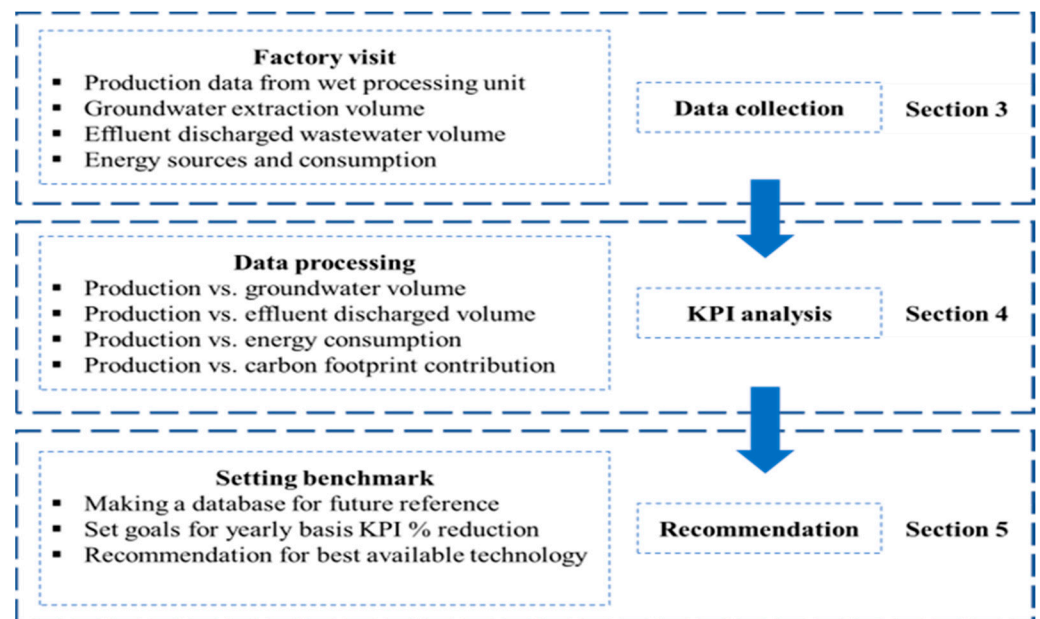 Factory visit
▪ Production data from wet processing unit
▪ Groundwater extraction volume
▪ Effluent discharged wastewater volume
▪ Energy sources and consumption
Data collection
Section 3
Data processing
▪ Production vs. groundwater volume
▪ Production vs. effluent discharged volume
▪ Production vs. energy consumption
▪ Production vs. carbon footprint contribution
KPI analysis
Section 4
Setting benchmark
▪ Making a database for future reference
▪ Set goals for yearly basis KPI % reduction
▪ Recommendation for best available technology
Recommendation
Section 5